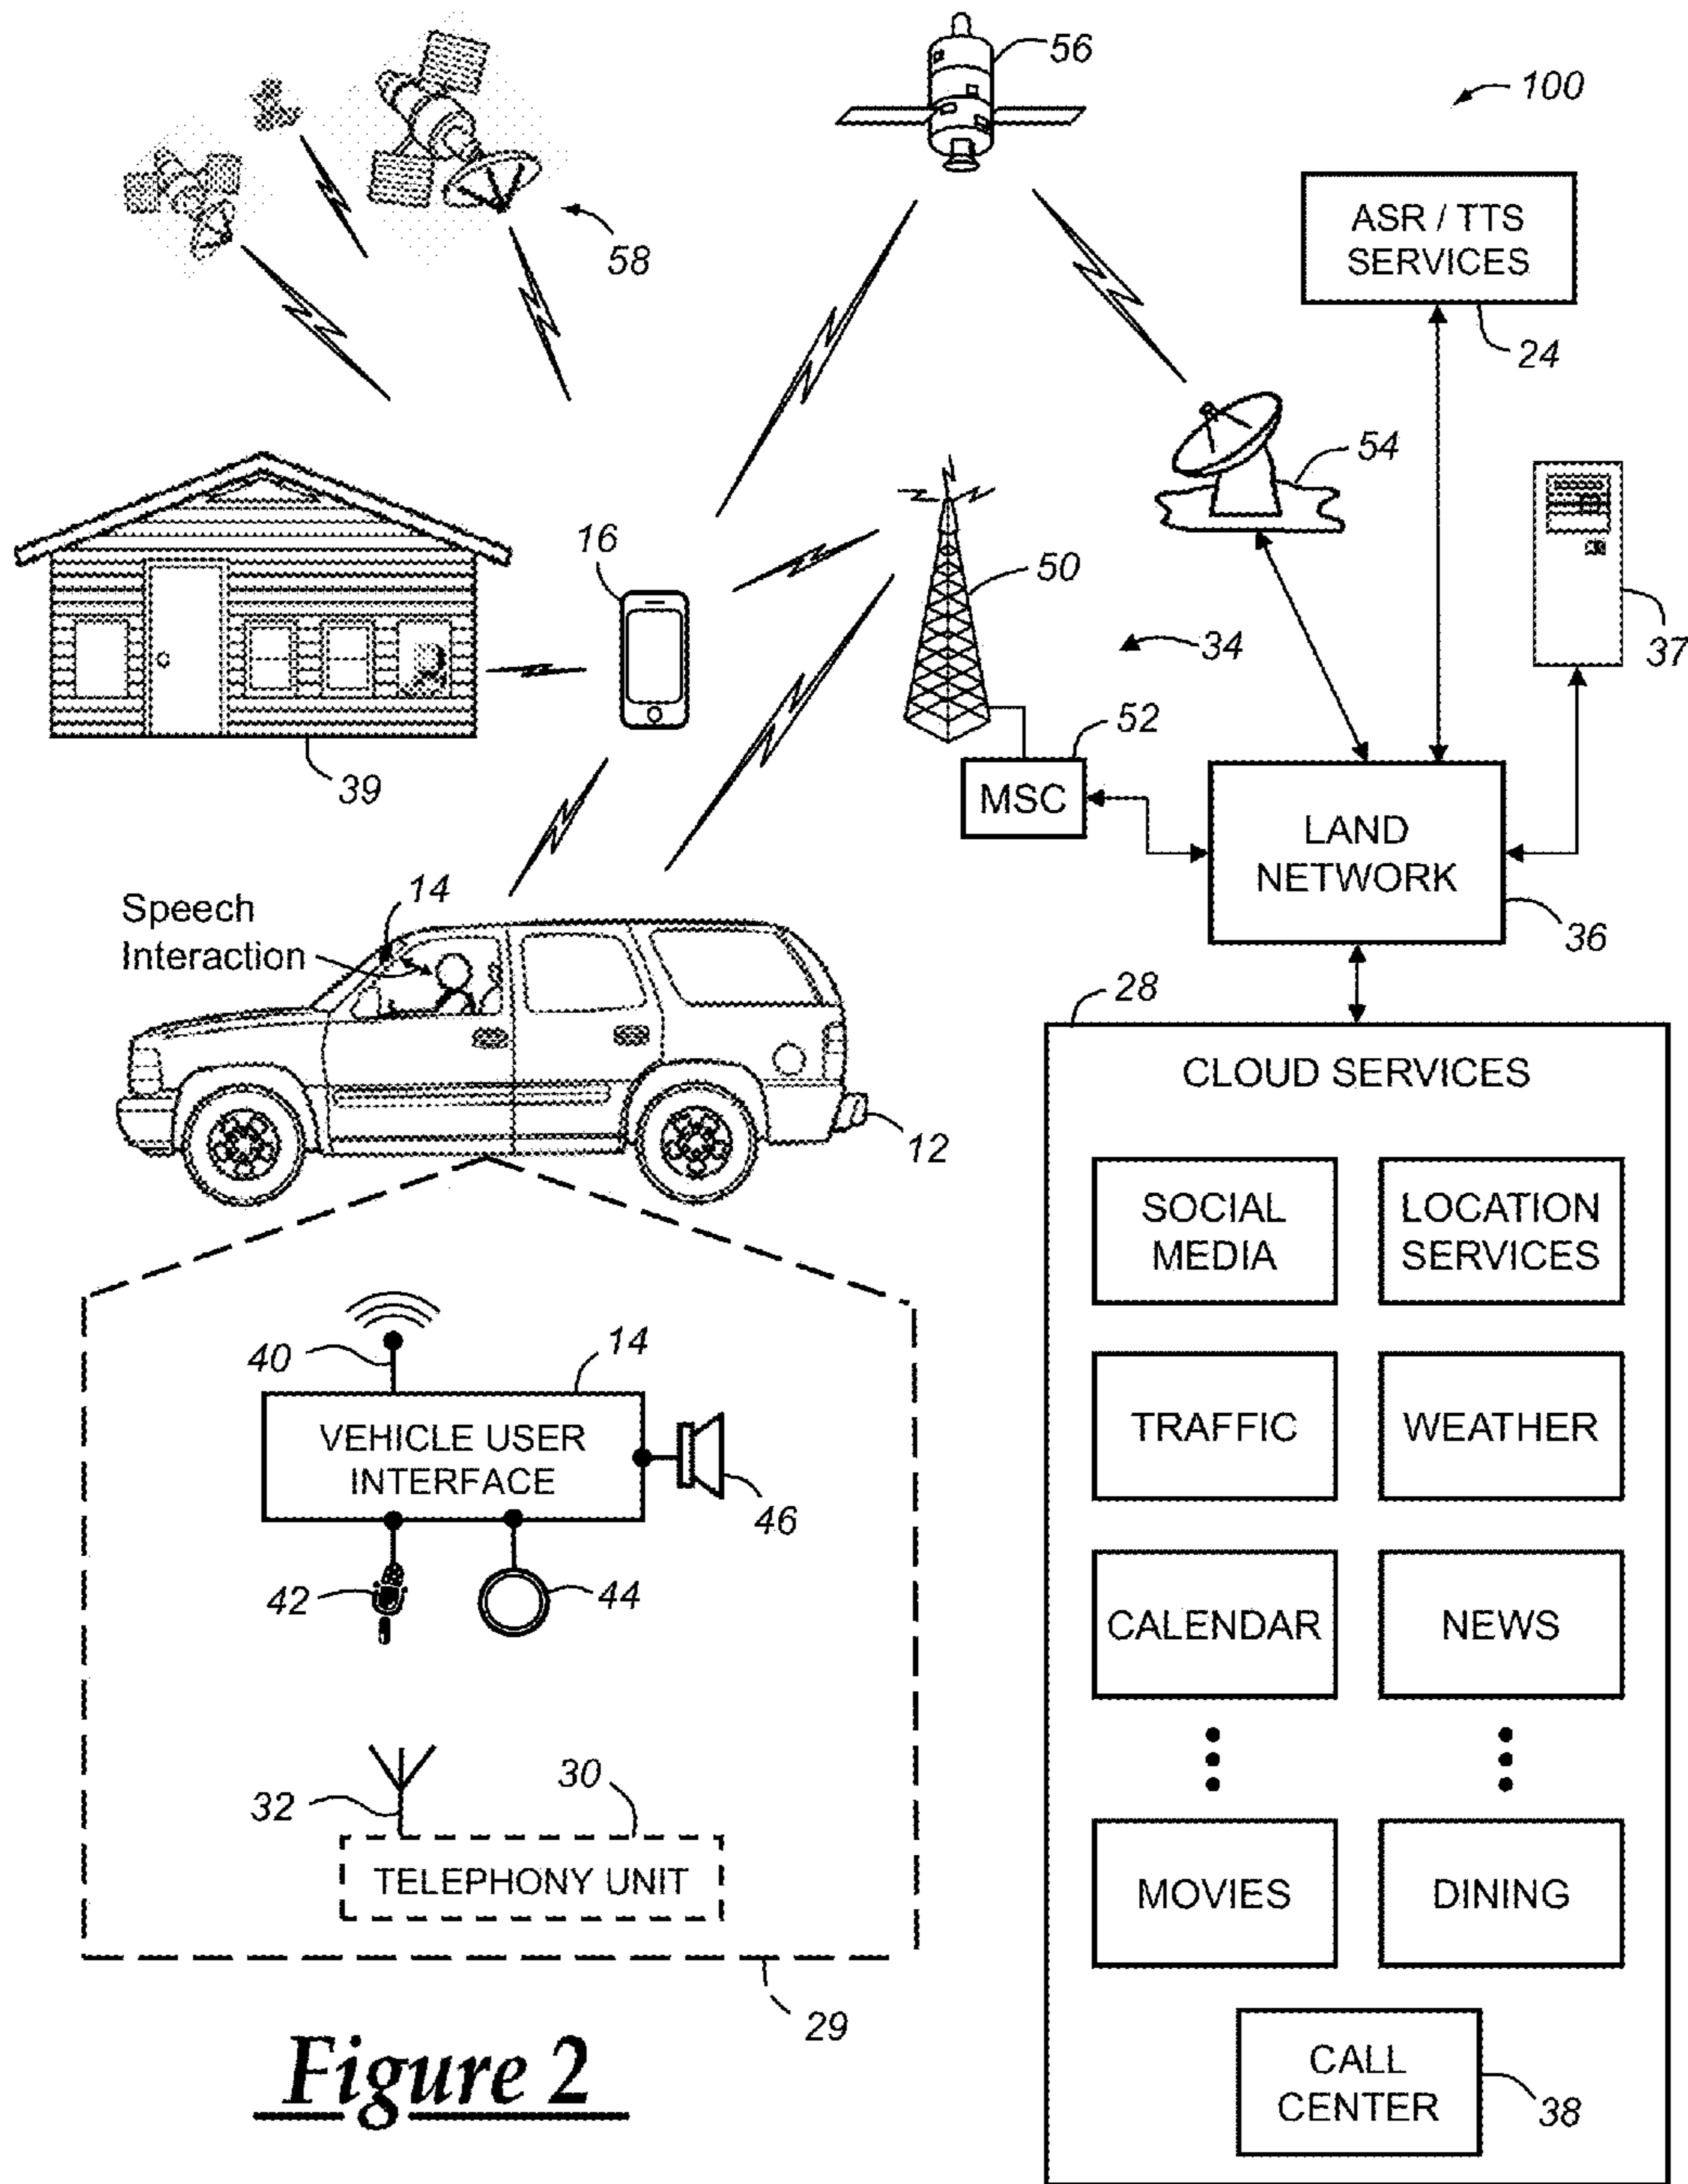 56
100
58
ASR / TTS
SERVICES
24
54
16
50
37
34
52
39
MSC
LAND
NETWORK
36
Speech
Interaction
14
28
CLOUD SERVICES
12
SOCIAL
MEDIA
LOCATION
SERVICES
40
14
VEHICLE USER
INTERFACE
46
TRAFFIC
WEATHER
42
44
CALENDAR
NEWS
32
30
TELEPHONY UNIT
MOVIES
DINING
29
CALL
CENTER
38
Figure 2